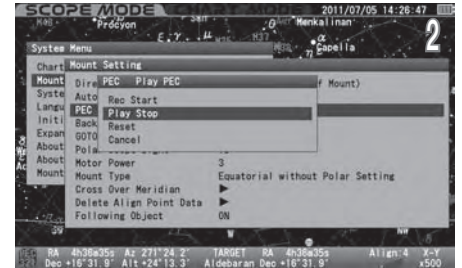 SCOPE MODE CHART MODE 2011/07/05 14:26:47
2
Procyon Menkalinan
Capella
System Menu
Chart Mount Setting
Mount Dire PEC Play PEC f Mount)
Syste Auto Rec Start
Langu PEC Play Stop
Initi Back Reset
Expan GOTO Cancel
About Pola
About Motor Power 3
Mount Mount Type Equatorial without Polar Setting
Cross Over Meridian ▶
Delete Align Point Data ▶
Following Object ON
NW
RA 4h36m35s Az 271°24.2' TARGET RA 4h36m35s Align:4 X-Y
Dec +16°31.9' Alt +24°13.3' Aldebaran Dec +16°31.9' x500